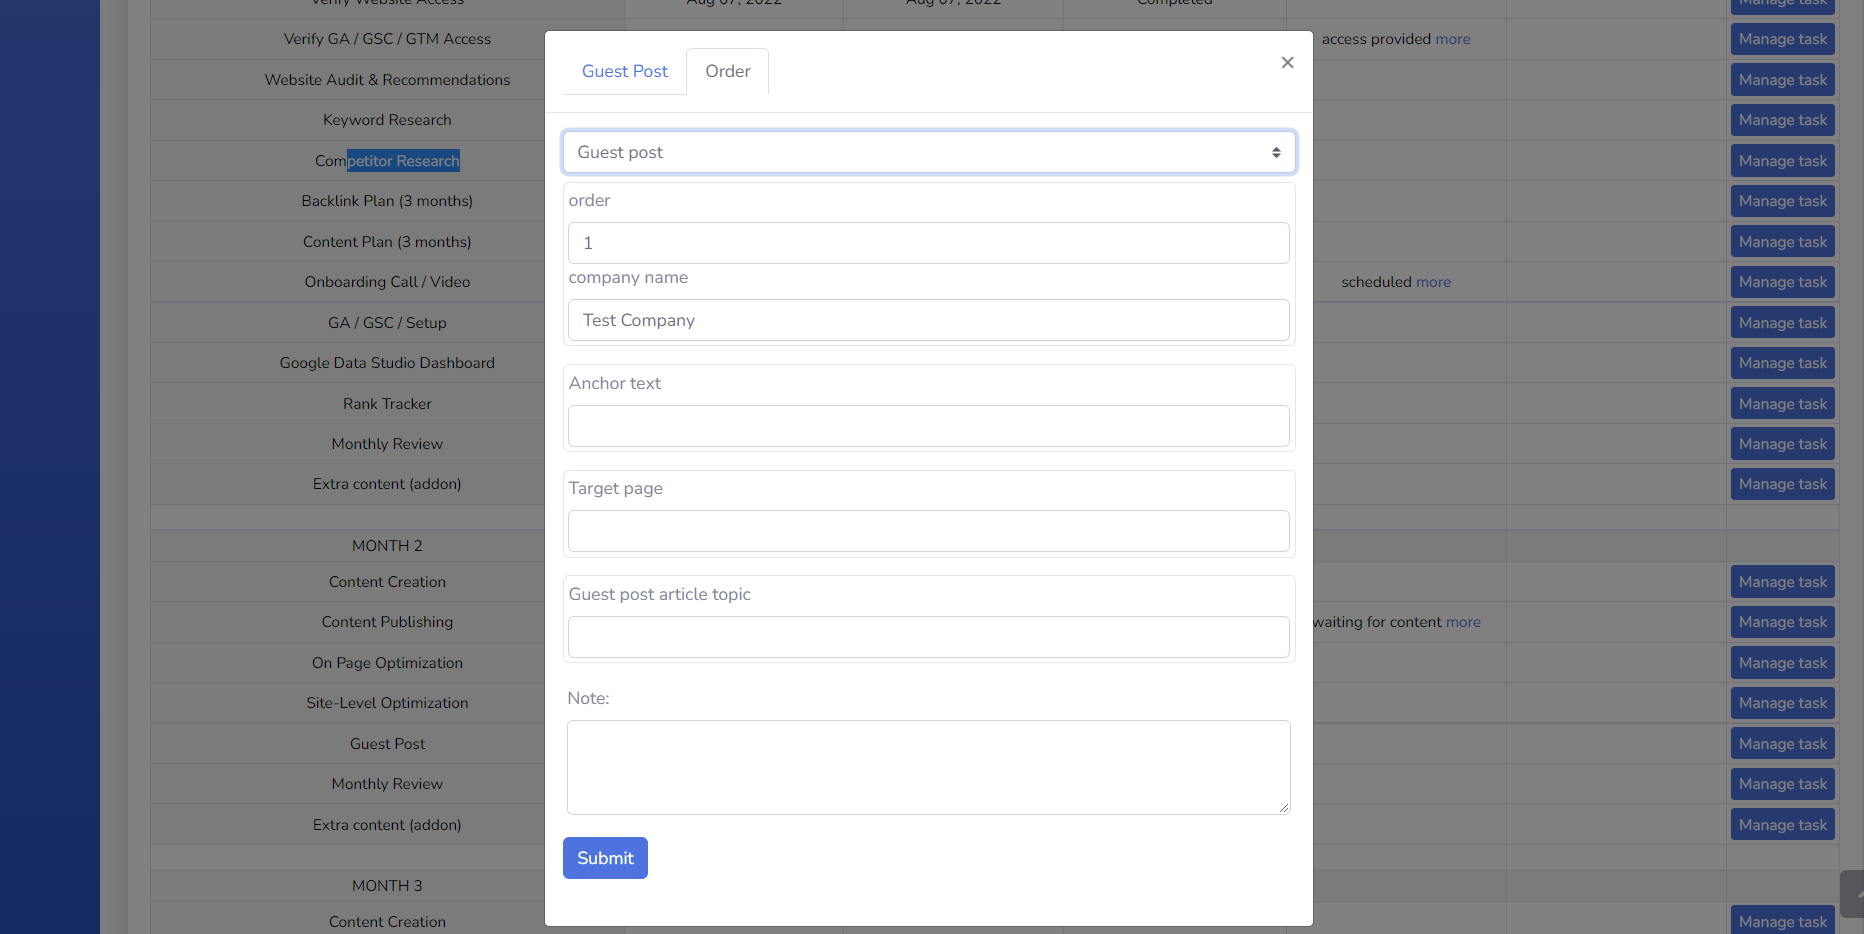 Verify Website Access Aug 07, 2022 Aug 07, 2022 Completed Manage task
Verify GA / GSC / GTM Access access provided more Manage task
Website Audit & Recommendations Manage task
Keyword Research Manage task
Competitor Research Manage task
Backlink Plan (3 months) Manage task
Content Plan (3 months) Manage task
Onboarding Call / Video scheduled more Manage task
GA / GSC / Setup Manage task
Google Data Studio Dashboard Manage task
Rank Tracker Manage task
Monthly Review Manage task
Extra content (addon) Manage task
MONTH 2
Content Creation Manage task
Content Publishing waiting for content more Manage task
On Page Optimization Manage task
Site-Level Optimization Manage task
Guest Post Manage task
Monthly Review Manage task
Extra content (addon) Manage task
MONTH 3
Content Creation Manage task
Guest Post Order ×
Guest post
order
1
company name
Test Company
Anchor text
Target page
Guest post article topic
Note:
Submit